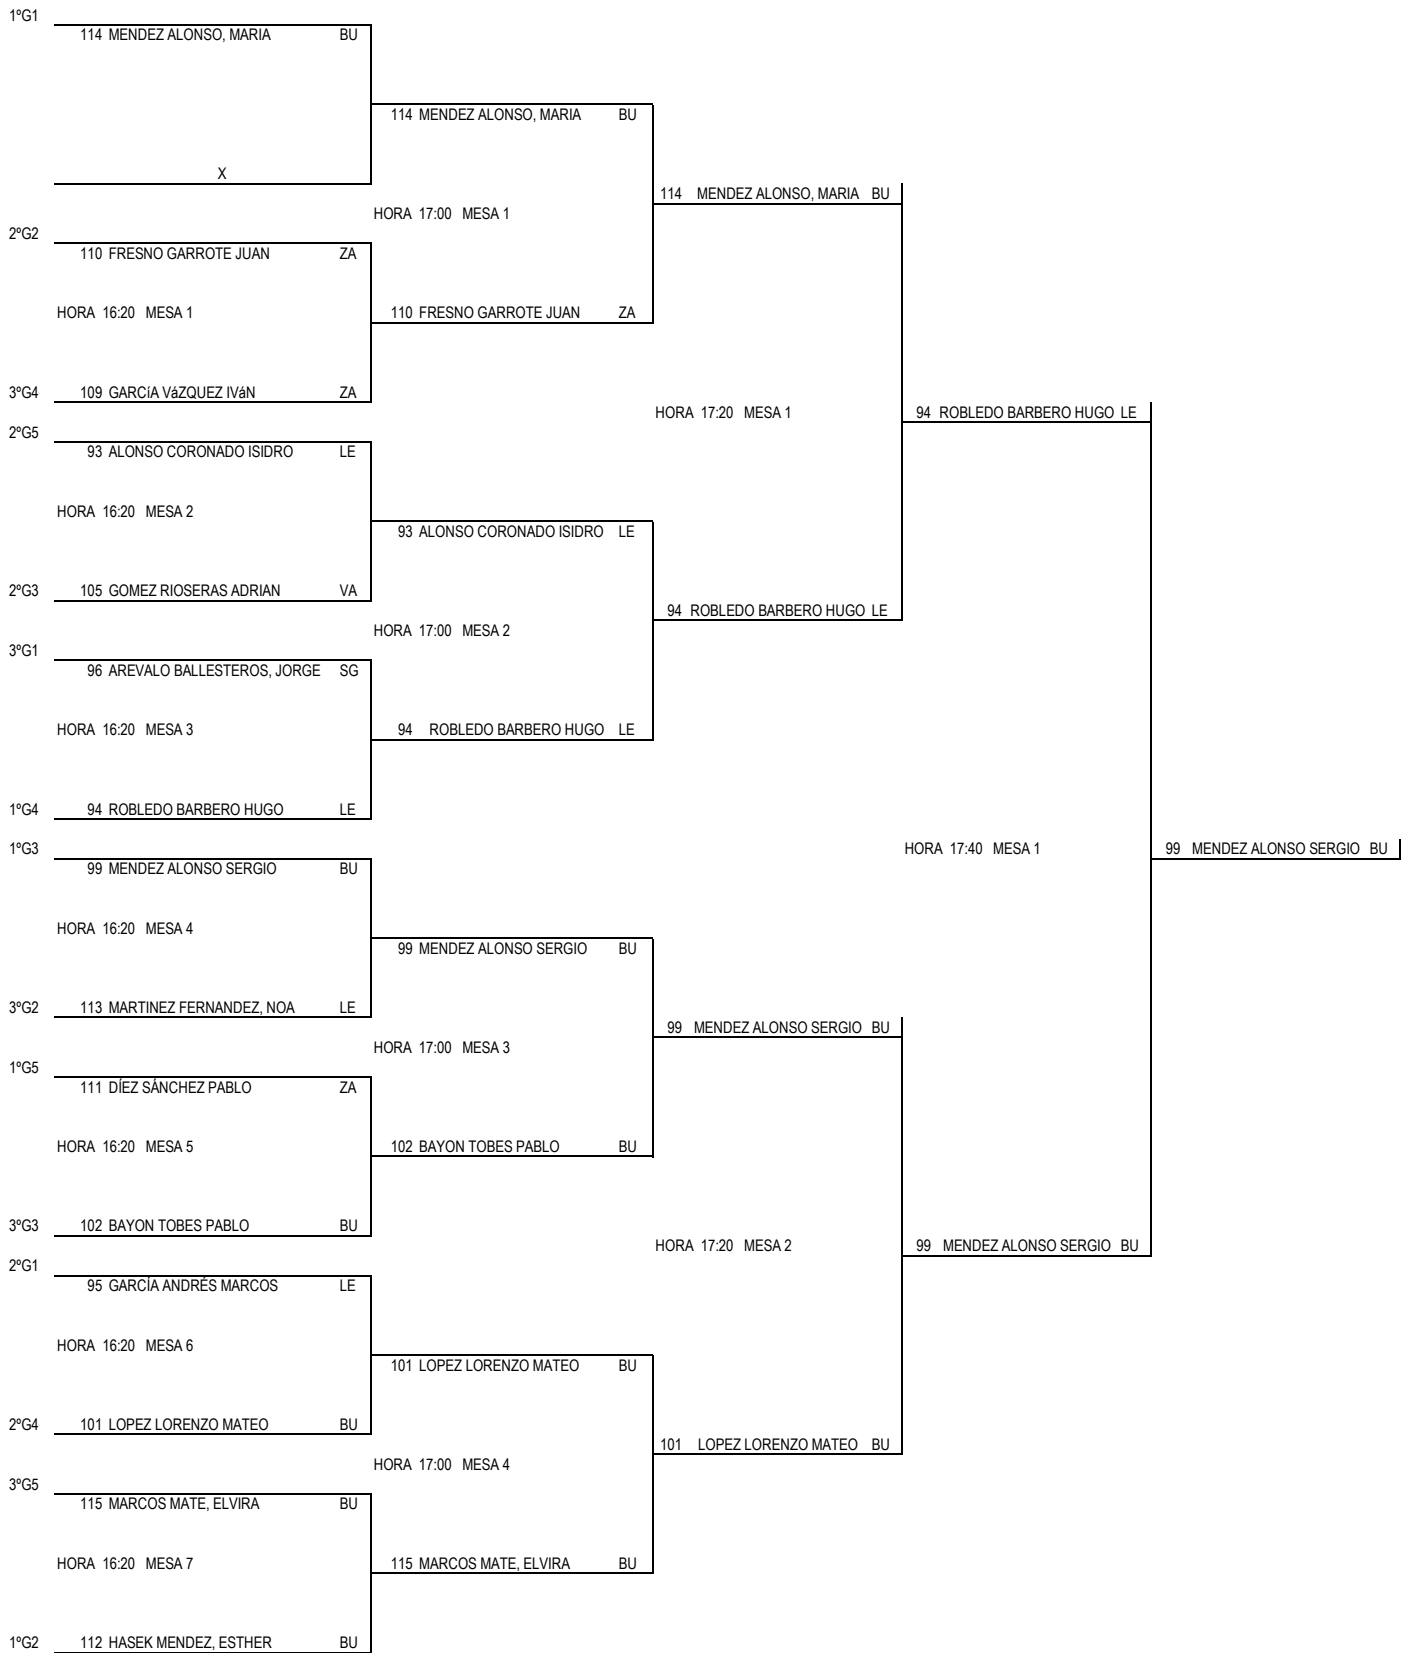 1ºG1
114 MENDEZ ALONSO, MARIA BU
114 MENDEZ ALONSO, MARIA BU
X
114 MENDEZ ALONSO, MARIA BU
HORA 17:00 MESA 1
2ºG2
110 FRESNO GARROTE JUAN ZA
HORA 16:20 MESA 1
110 FRESNO GARROTE JUAN ZA
3ºG4 109 GARCíA VáZQUEZ IVáN ZA
HORA 17:20 MESA 1
94 ROBLEDO BARBERO HUGO LE
2ºG5
93 ALONSO CORONADO ISIDRO LE
HORA 16:20 MESA 2
93 ALONSO CORONADO ISIDRO LE
2ºG3 105 GOMEZ RIOSERAS ADRIAN VA
94 ROBLEDO BARBERO HUGO LE
HORA 17:00 MESA 2
3ºG1
96 AREVALO BALLESTEROS, JORGE SG
HORA 16:20 MESA 3
94 ROBLEDO BARBERO HUGO LE
1ºG4 94 ROBLEDO BARBERO HUGO LE
1ºG3
HORA 17:40 MESA 1
99 MENDEZ ALONSO SERGIO BU
99 MENDEZ ALONSO SERGIO BU
HORA 16:20 MESA 4
99 MENDEZ ALONSO SERGIO BU
3ºG2 113 MARTINEZ FERNANDEZ, NOA LE
99 MENDEZ ALONSO SERGIO BU
HORA 17:00 MESA 3
1ºG5
111 DÍEZ SÁNCHEZ PABLO ZA
HORA 16:20 MESA 5
102 BAYON TOBES PABLO BU
3ºG3 102 BAYON TOBES PABLO BU
HORA 17:20 MESA 2
99 MENDEZ ALONSO SERGIO BU
2ºG1
95 GARCÍA ANDRÉS MARCOS LE
HORA 16:20 MESA 6
101 LOPEZ LORENZO MATEO BU
2ºG4 101 LOPEZ LORENZO MATEO BU
101 LOPEZ LORENZO MATEO BU
HORA 17:00 MESA 4
3ºG5
115 MARCOS MATE, ELVIRA BU
HORA 16:20 MESA 7
115 MARCOS MATE, ELVIRA BU
1ºG2 112 HASEK MENDEZ, ESTHER BU